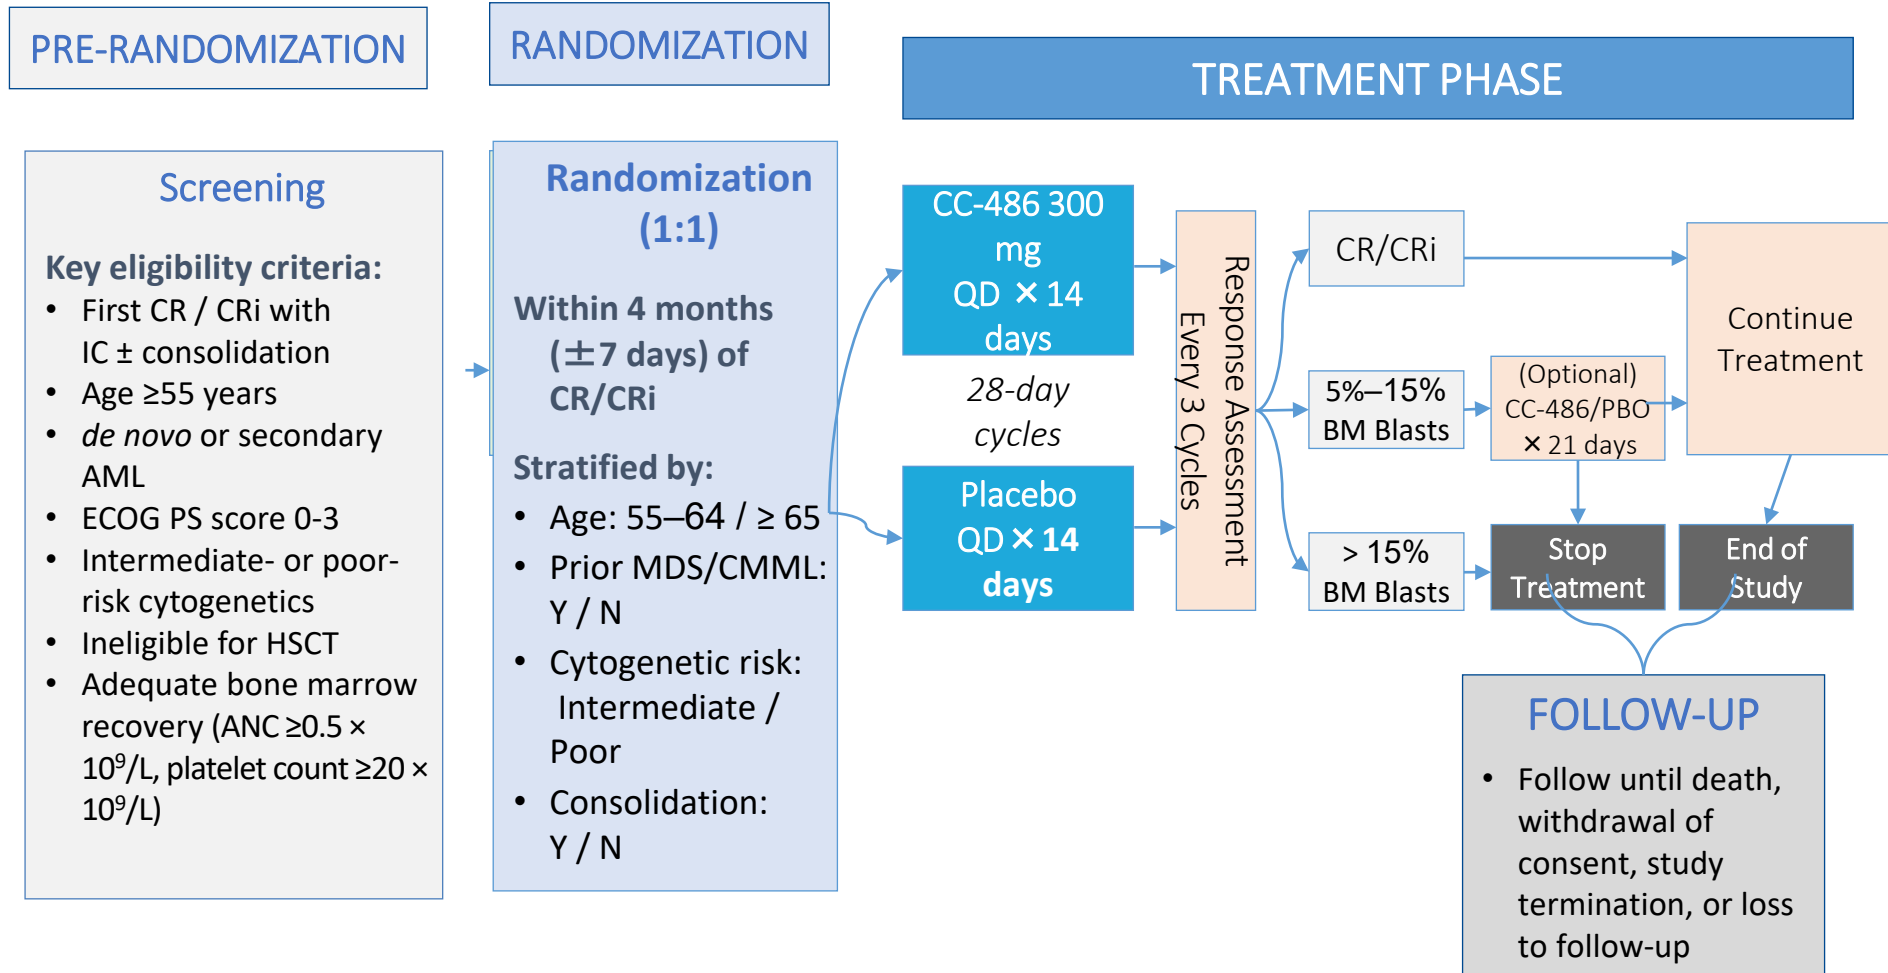 PRE-RANDOMIZATION
RANDOMIZATION
TREATMENT PHASE
Screening
Key eligibility criteria:
• First CR / CRi with
IC ± consolidation
• Age ≥55 years
• de novo or secondary
AML
• ECOG PS score 0-3
• Intermediate- or poor-
risk cytogenetics
• Ineligible for HSCT
• Adequate bone marrow
recovery (ANC ≥0.5 ×
10⁹/L, platelet count ≥20 ×
10⁹/L)
Randomization
(1:1)
Within 4 months
(±7 days) of
CR/CRi
Stratified by:
• Age: 55–64 / ≥ 65
• Prior MDS/CMML:
Y / N
• Cytogenetic risk:
Intermediate /
Poor
• Consolidation:
Y / N
CC-486 300
mg
QD × 14
days
28-day
cycles
Placebo
QD × 14
days
Response Assessment
Every 3 Cycles
CR/CRi
5%–15%
BM Blasts
> 15%
BM Blasts
(Optional)
CC-486/PBO
× 21 days
Continue
Treatment
Stop
Treatment
End of
Study
FOLLOW-UP
• Follow until death,
withdrawal of
consent, study
termination, or loss
to follow-up